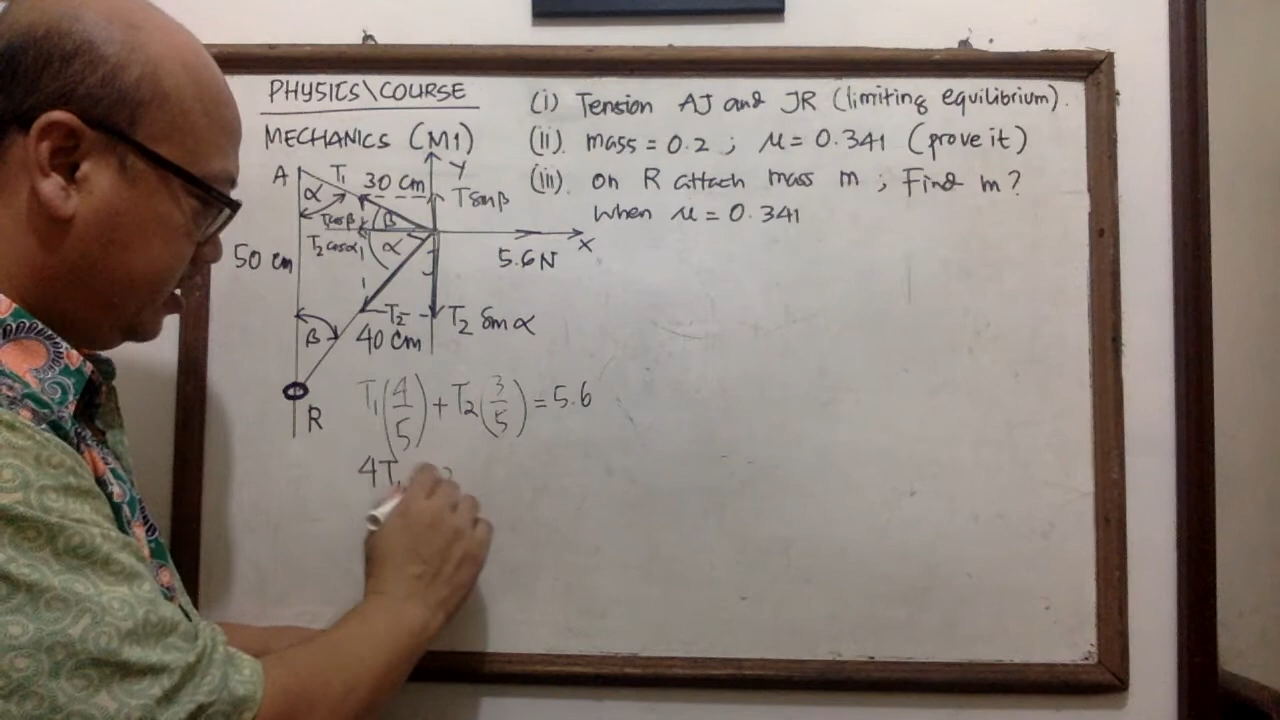 PHYSICS\COURSE
MECHANICS (M1)
(i) Tension AJ and JR (limiting equilibrium).
(ii). mass = 0.2 ; μ = 0.341 (prove it)
(iii). on R attach mass m ; Find m?
when μ = 0.341
A
T₁
30 cm
Y
α
T sin β
T cos β
β
T₂ cos α
α
50 cm
5.6 N
X
T₂
T₂ sin α
β
40 cm
R
T₁(4/5) + T₂(3/5) = 5.6
4T₁